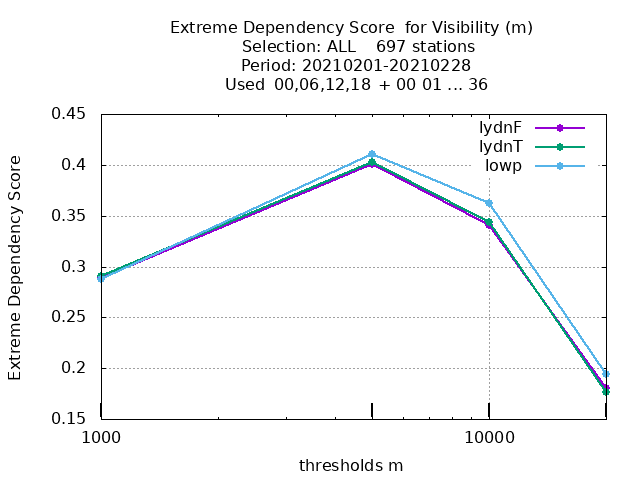 Extreme Dependency Score  for Visibility (m)
Selection: ALL    697 stations
Period: 20210201-20210228
Used  00,06,12,18 + 00 01 ... 36
0.45
0.4
0.35
0.3
0.25
0.2
0.15
Extreme Dependency Score
lydnF
lydnT
lowp
1000
10000
thresholds m